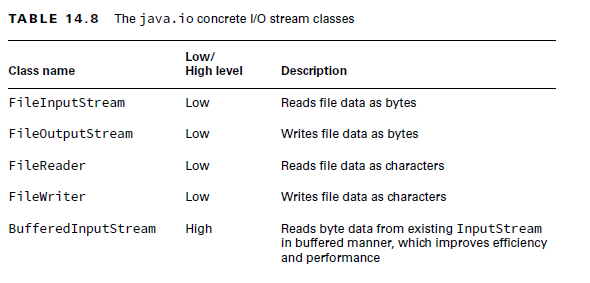 TABLE 14.8 The java.io concrete I/O stream classes
Class name Low/ High level Description
FileInputStream Low Reads file data as bytes
FileOutputStream Low Writes file data as bytes
FileReader Low Reads file data as characters
FileWriter Low Writes file data as characters
BufferedInputStream High Reads byte data from existing InputStream
in buffered manner, which improves efficiency
and performance